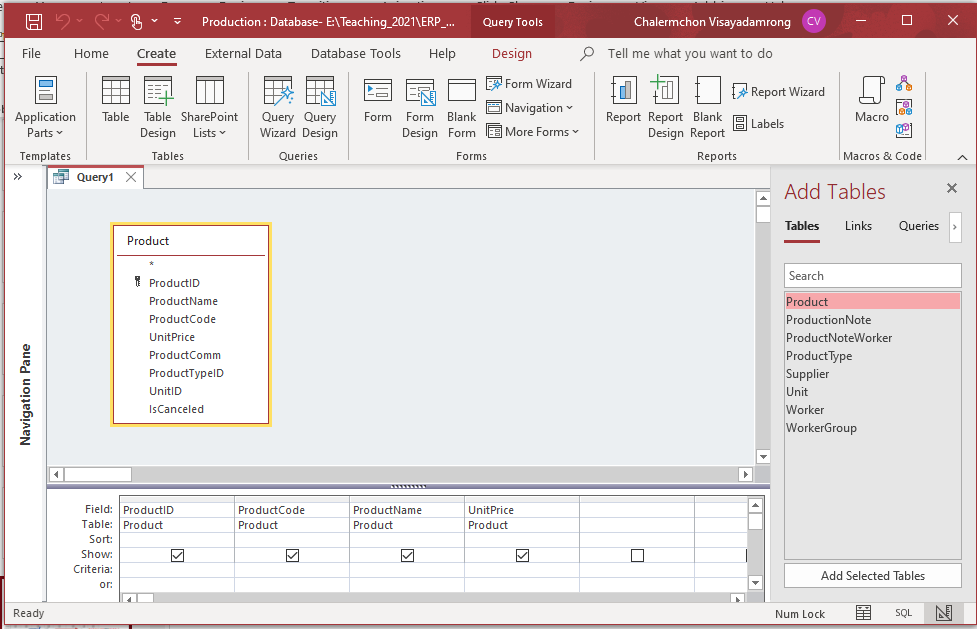 Production : Database- E:\Teaching_2021\ERP_...
Query Tools
Chalermchon Visayadamrong
CV
File Home Create External Data Database Tools Help Design Tell me what you want to do
Application Parts
Templates
Table
Table Design
SharePoint Lists
Tables
Query Wizard
Query Design
Queries
Form
Form Design
Blank Form
Form Wizard
Navigation
More Forms
Forms
Report
Report Design
Blank Report
Report Wizard
Labels
Reports
Macro
Macros & Code
Query1
Navigation Pane
Product
*
ProductID
ProductName
ProductCode
UnitPrice
ProductComm
ProductTypeID
UnitID
IsCanceled
Field: ProductID ProductCode ProductName UnitPrice
Table: Product Product Product Product
Sort:
Show:
Criteria:
or:
Add Tables
Tables Links Queries
Search
Product
ProductionNote
ProductNoteWorker
ProductType
Supplier
Unit
Worker
WorkerGroup
Add Selected Tables
Ready
Num Lock
SQL